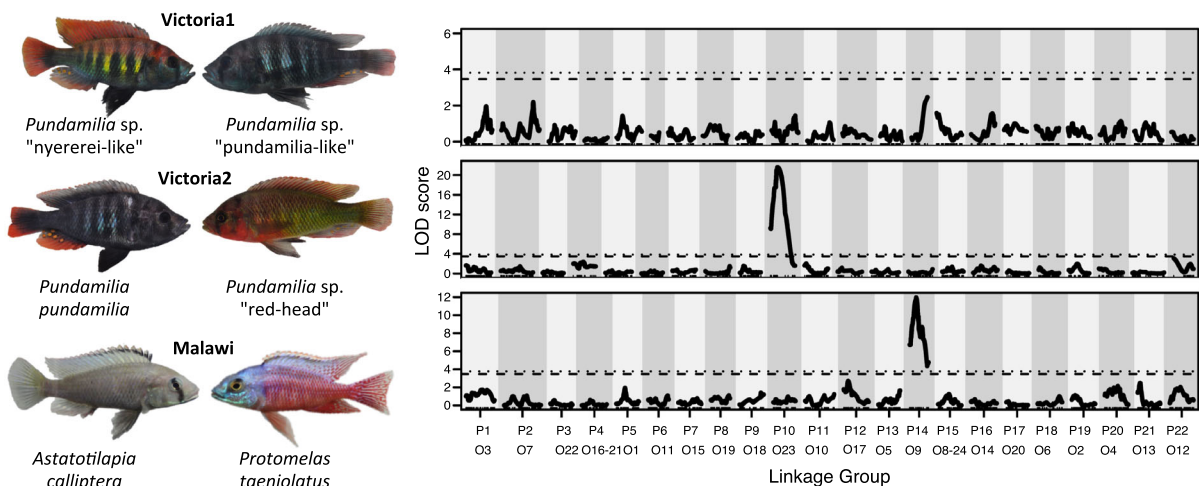 Victoria1
Pundamilia sp. "nyererei-like"
Pundamilia sp. "pundamilia-like"
Victoria2
Pundamilia pundamilia
Pundamilia sp. "red-head"
Malawi
Astatotilapia calliptera
Protomelas taeniolatus
LOD score
6
4
2
0
20
16
12
8
4
0
12
10
8
6
4
2
0
P1 P2 P3 P4 P5 P6 P7 P8 P9 P10 P11 P12 P13 P14 P15 P16 P17 P18 P19 P20 P21 P22
O3 O7 O22 O16-21 O1 O11 O15 O19 O18 O23 O10 O17 O5 O9 O8-24 O14 O20 O6 O2 O4 O13 O12
Linkage Group